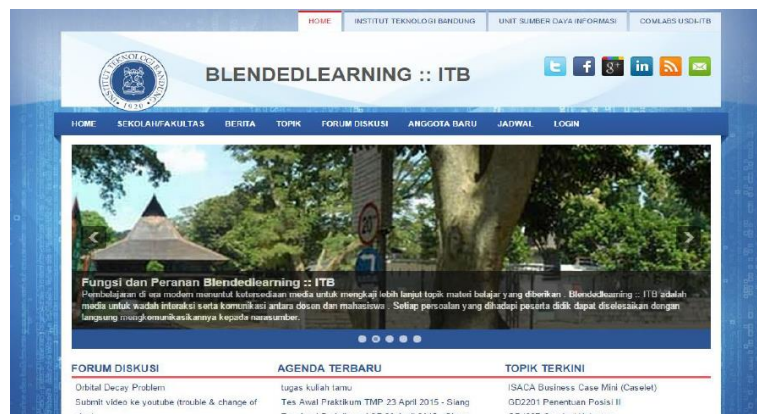 HOME INSTITUT TEKNOLOGI BANDUNG UNIT SUMBER DAYA INFORMASI COMLABS USDI-ITB
INSTITUT TEKNOLOGI BANDUNG
1920
BLENDEDLEARNING :: ITB
HOME SEKOLAH/FAKULTAS BERITA TOPIK FORUM DISKUSI ANGGOTA BARU JADWAL LOGIN
20
Fungsi dan Peranan Blendedlearning :: ITB
Pembelajaran di era modern menuntut ketersediaan media untuk mengkaji lebih lanjut topik materi belajar yang diberikan . Blendedlearning :: ITB adalah
media untuk wadah interaksi serta komunikasi antara dosen dan mahasiswa . Setiap persoalan yang dihadapi peserta didik dapat diselesaikan dengan
langsung mengkomunikasikannya kepada narasumber.
FORUM DISKUSI AGENDA TERBARU TOPIK TERKINI
Orbital Decay Problem tugas kuliah tamu ISACA Business Case Mini (Caselet)
Submit video ke youtube (trouble & change of Tes Awal Praktikum TMP 23 April 2015 - Siang GD2201 Penentuan Posisi II